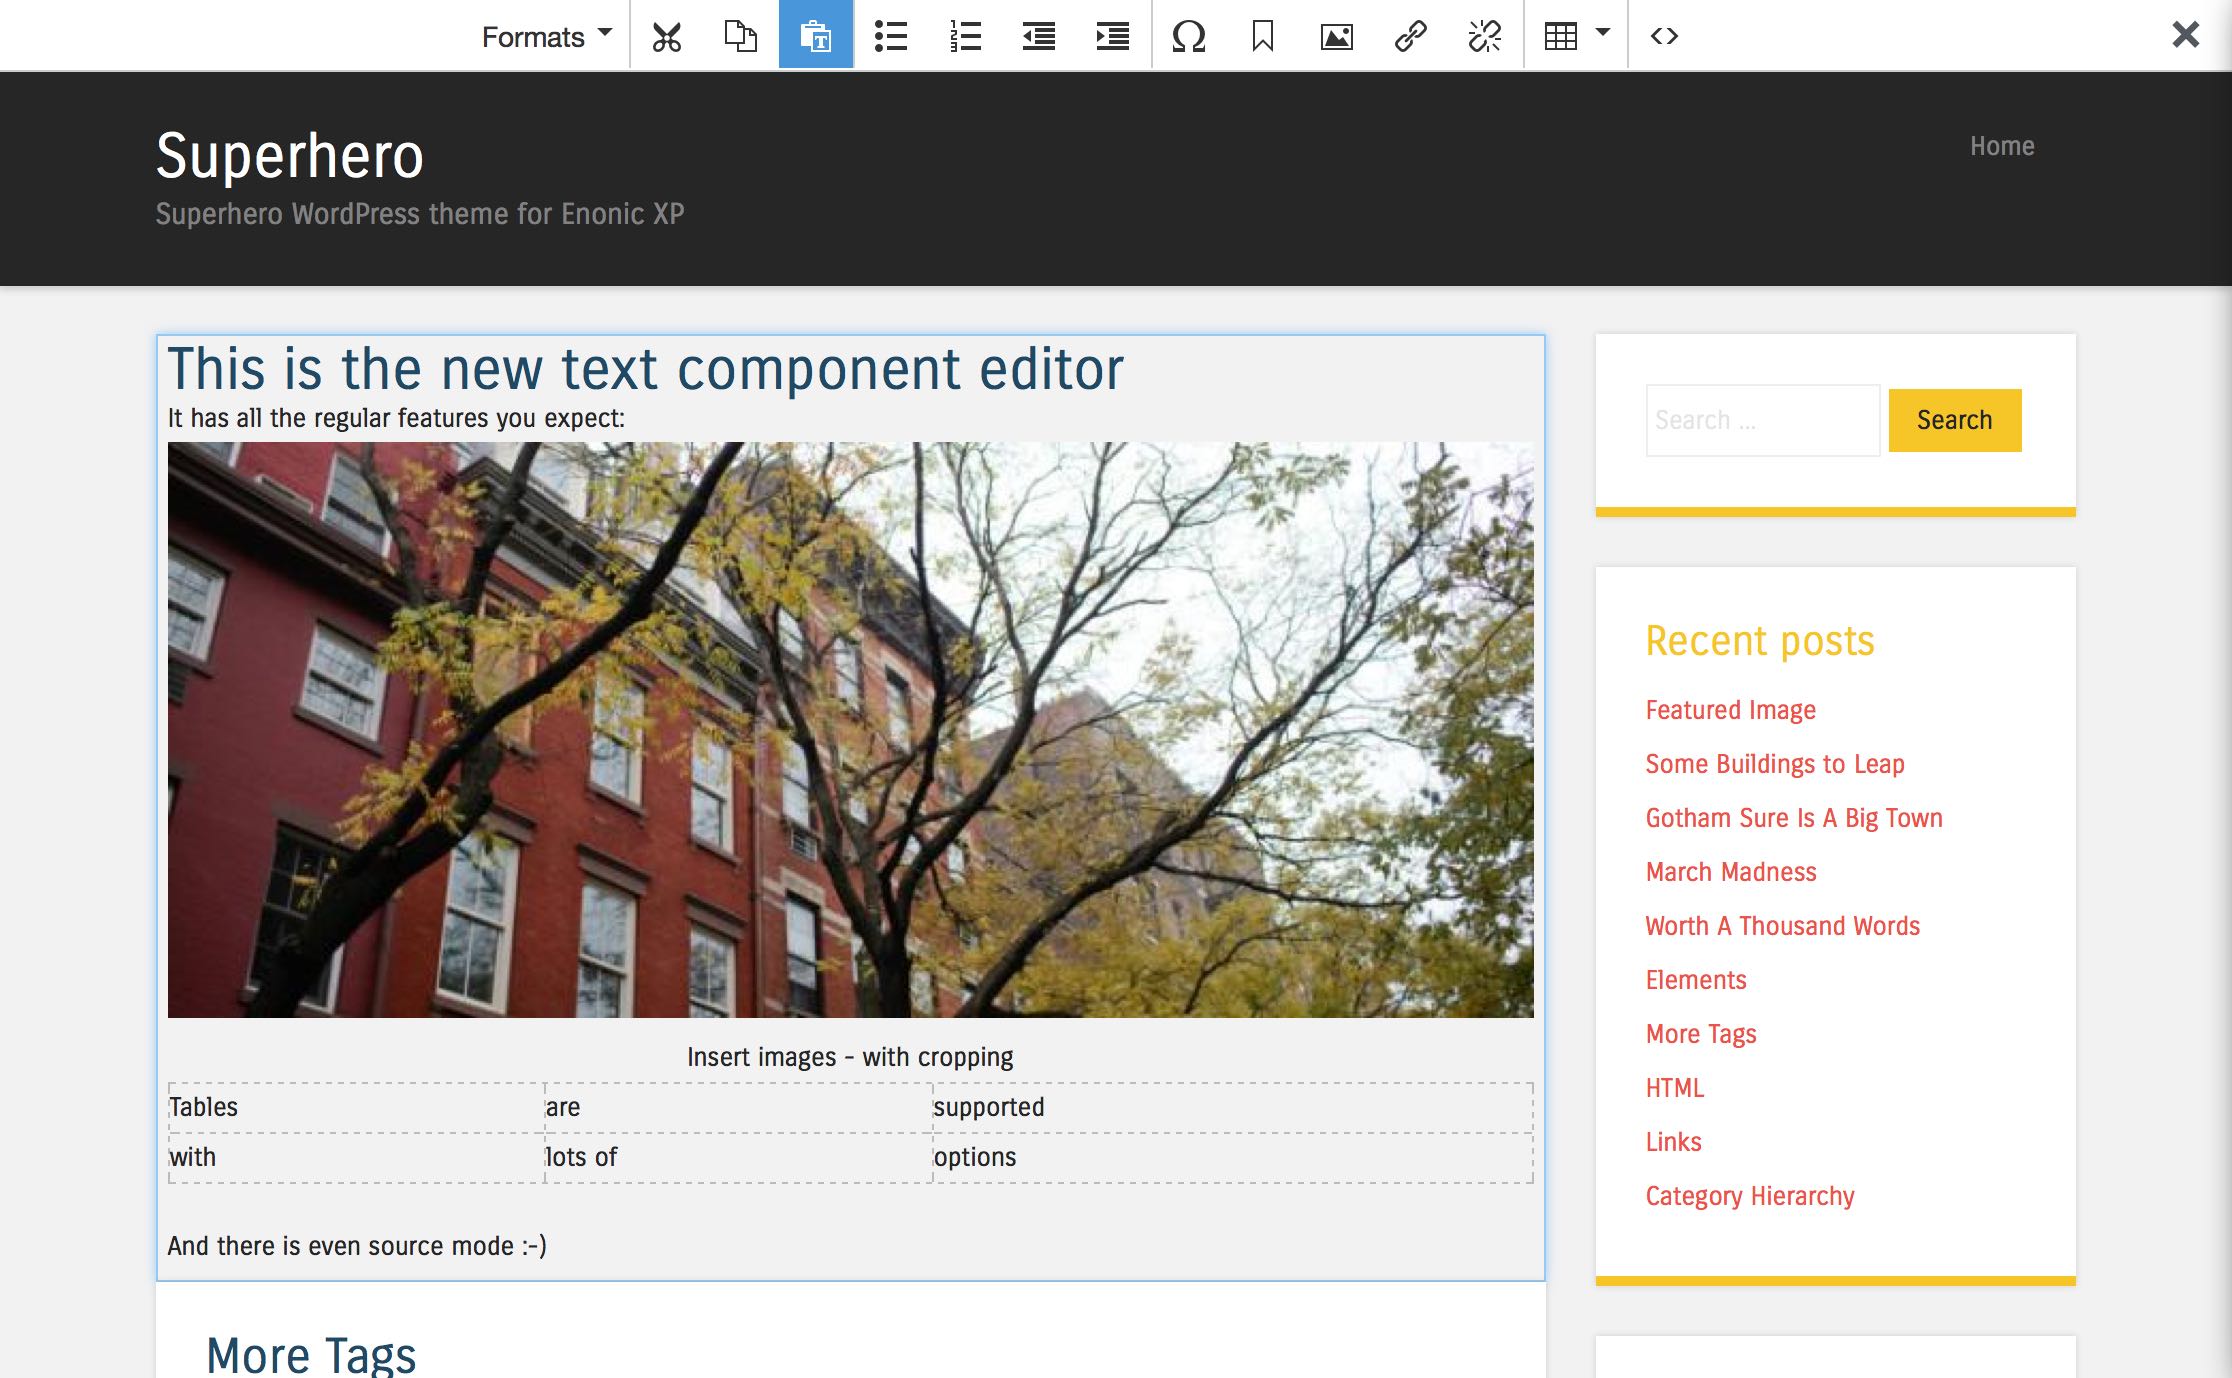 Formats
Superhero
Superhero WordPress theme for Enonic XP
Home
This is the new text component editor
It has all the regular features you expect:
Insert images - with cropping
Tables are supported
with lots of options
And there is even source mode :-)
More Tags
Search ...
Search
Recent posts
Featured Image
Some Buildings to Leap
Gotham Sure Is A Big Town
March Madness
Worth A Thousand Words
Elements
More Tags
HTML
Links
Category Hierarchy